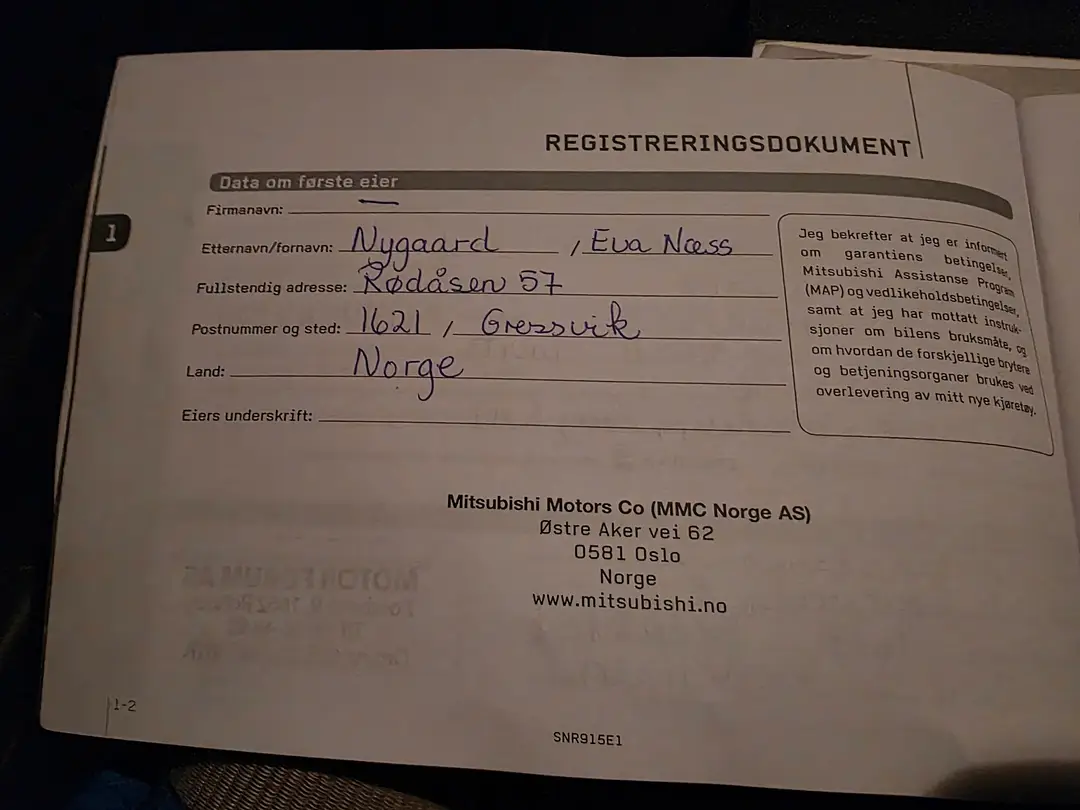 REGISTRERINGSDOKUMENT
Data om første eier
1
Firmanavn: —
Etternavn/fornavn: Nygaard, Eva Næss
Fullstendig adresse: Rødåsen 57
Postnummer og sted: 1621, Gressvik
Land: Norge
Eiers underskrift:
Jeg bekrefter at jeg er informert
om garantiens betingelser,
Mitsubishi Assistanse Program
(MAP) og vedlikeholdsbetingelser,
samt at jeg har mottatt instruk-
sjoner om bilens bruksmåte, og
om hvordan de forskjellige brytere
og betjeningsorganer brukes ved
overlevering av mitt nye kjøretøy.
Mitsubishi Motors Co (MMC Norge AS)
Østre Aker vei 62
0581 Oslo
Norge
www.mitsubishi.no
1-2
SNR915E1